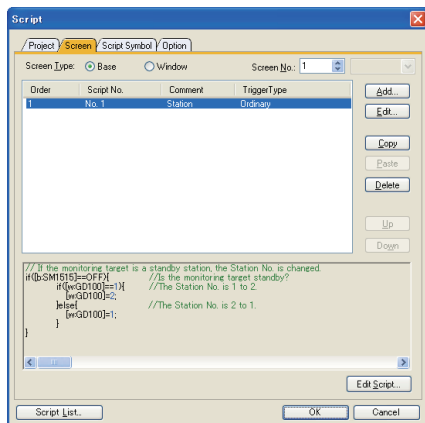 Script
Project Screen Script Symbol Option
Screen Type: Base Window Screen No.: 1
Order Script No. Comment TriggerType
1 No. 1 Station Ordinary
Add...
Edit...
Copy
Paste
Delete
Up
Down
// If the monitoring target is a standby station, the Station No. is changed.
if([b:SM1515]==OFF){ //Is the monitoring target standby?
if([w:GD100]==1){ //The Station No. is 1 to 2.
[w:GD100]=2;
}else{ //The Station No. is 2 to 1.
[w:GD100]=1;
}
}
Edit Script...
Script List... OK Cancel